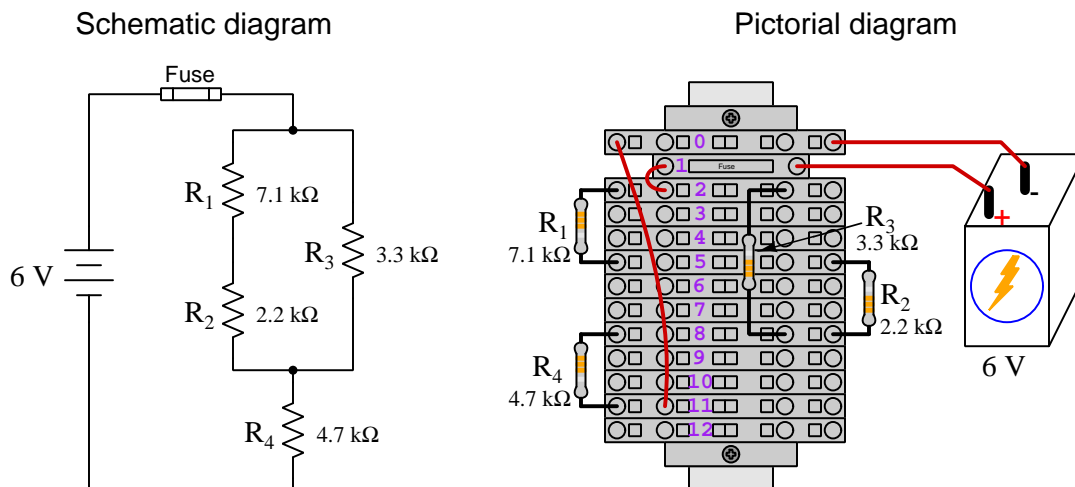 Schematic diagram
Fuse
R1
7.1 kΩ
R3
3.3 kΩ
6 V
R2
2.2 kΩ
R4
4.7 kΩ
Pictorial diagram
0
1
Fuse
2
3
4
5
6
7
8
9
10
11
12
R1
7.1 kΩ
R3
3.3 kΩ
R2
2.2 kΩ
R4
4.7 kΩ
-
+
6 V